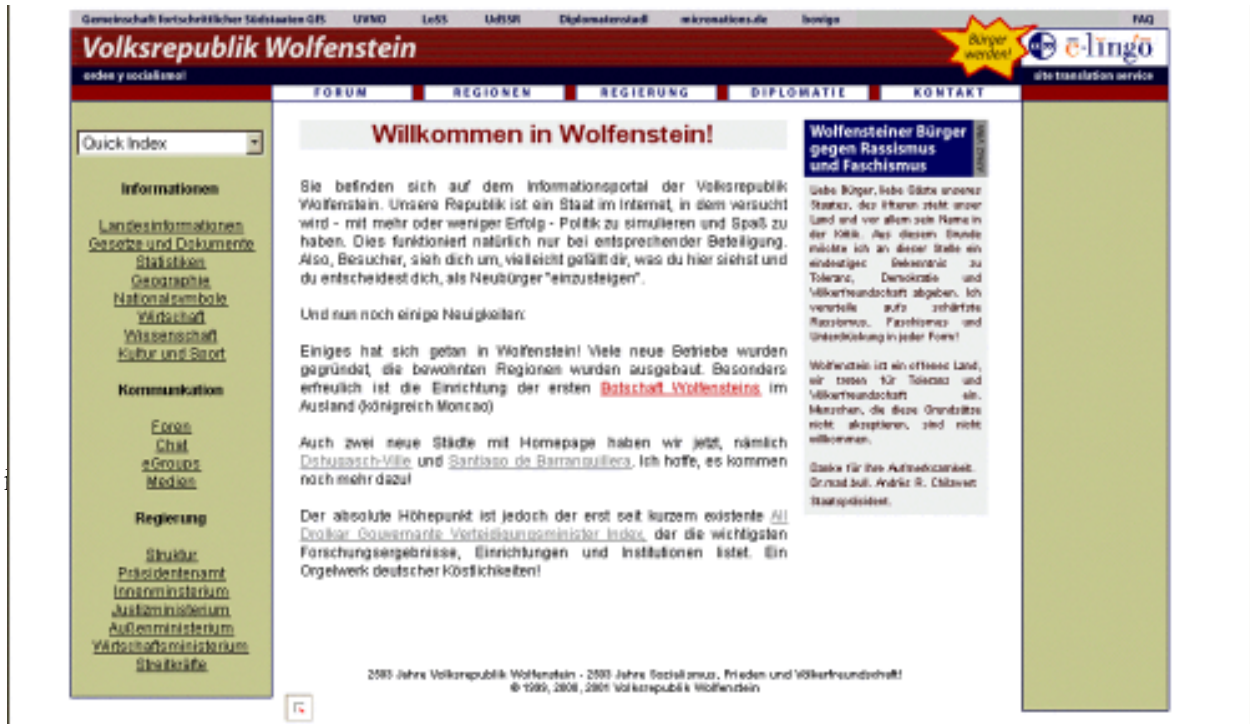 Gemeinschaft fortschrittlicher Südstaaten GfS UVNO LoSS UdSSR Diplomatenstadl micronations.de bonigo FAQ
Volksrepublik Wolfenstein
Bürger
werden!
e-lingo
orden y socialismo!
site translation service
FORUM REGIONEN REGIERUNG DIPLOMATIE KONTAKT
Quick Index
Informationen
Landesinformationen
Gesetze und Dokumente
Statistiken
Geographie
Nationalsymbole
Wirtschaft
Wissenschaft
Kultur und Sport
Kommunkation
Foren
Chat
eGroups
Medien
Regierung
Struktur
Präsidentenamt
Innenminsterium
Justizministerium
Außenministerium
Wirtschaftsministerium
Streitkräfte
Willkommen in Wolfenstein!
Sie befinden sich auf dem Informationsportal der Volksrepublik
Wolfenstein. Unsere Republik ist ein Staat im Internet, in dem versucht
wird - mit mehr oder weniger Erfolg - Politik zu simulieren und Spaß zu
haben. Dies funktioniert natürlich nur bei entsprechender Beteiligung.
Also, Besucher, sieh dich um, vielleicht gefällt dir, was du hier siehst und
du entscheidest dich, als Neubürger "einzusteigen".
Und nun noch einige Neuigkeiten:
Einiges hat sich getan in Wolfenstein! Viele neue Betriebe wurden
gegründet, die bewohnten Regionen wurden ausgebaut. Besonders
erfreulich ist die Einrichtung der ersten Botschaft Wolfensteins im
Ausland (königreich Moncao)
Auch zwei neue Städte mit Homepage haben wir jetzt, nämlich
Dshugasch-Ville und Santiago de Barranquillera. Ich hoffe, es kommen
noch mehr dazu!
Der absolute Höhepunkt ist jedoch der erst seit kurzem existente Ali
Drolkar Gouvernante Verteidigungsminister Index, der die wichtigsten
Forschungsergebnisse, Einrichtungen und Institutionen listet. Ein
Orgelwerk deutscher Köstlichkeiten!
Wolfensteiner Bürger
gegen Rassismus
und Faschismus
Liebe Bürger, liebe Gäste unseres
Staates, des öfteren steht unser
Land und vor allem sein Name in
der Kritik. Aus diesem Grunde
möchte ich an dieser Stelle ein
eindeutiges Bekenntnis zu
Toleranz, Demokratie und
Völkerfreundschaft abgeben. Ich
verurteile aufs schärfste
Rassismus, Faschismus und
Unterdrückung in jeder Form!
Wolfenstein ist ein offenes Land,
wir treten für Toleranz und
Völkerfreundschaft ein.
Menschen, die diese Grundsätze
nicht akzeptieren, sind nicht
willkommen.
Danke für Ihre Aufmerksamkeit.
Andrés R. Chilavert
Staatspräsident.
Jahre Volksrepublik Wolfenstein - Jahre Socialismus, Frieden und Völkerfreundschaft!
© 1999, 2000, 2001 Volksrepublik Wolfenstein